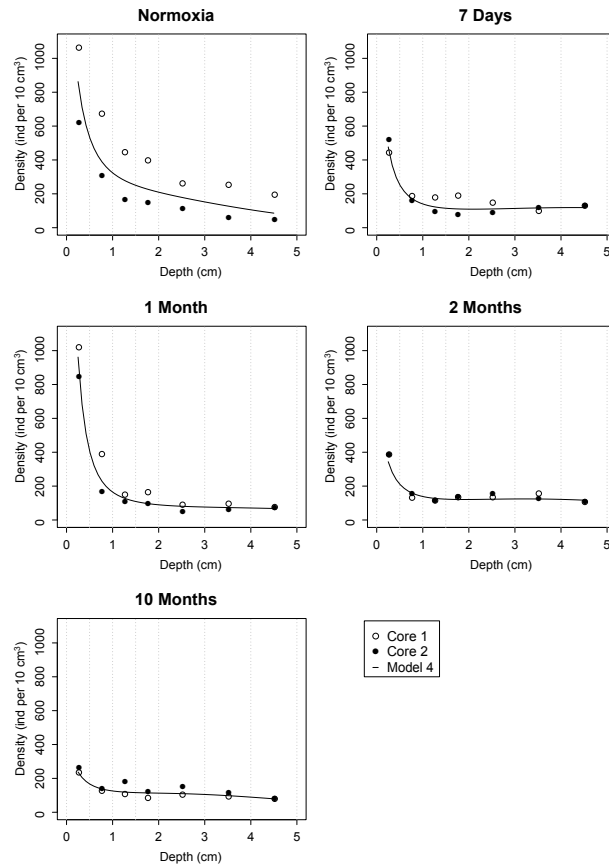 Normoxia
Density (ind per 10 cm³)
0 200 400 600 800 1000
0 1 2 3 4 5
Depth (cm)
7 Days
Density (ind per 10 cm³)
0 200 400 600 800 1000
0 1 2 3 4 5
Depth (cm)
1 Month
Density (ind per 10 cm³)
0 200 400 600 800 1000
0 1 2 3 4 5
Depth (cm)
2 Months
Density (ind per 10 cm³)
0 200 400 600 800 1000
0 1 2 3 4 5
Depth (cm)
10 Months
Density (ind per 10 cm³)
0 200 400 600 800 1000
0 1 2 3 4 5
Depth (cm)
Core 1
Core 2
Model 4